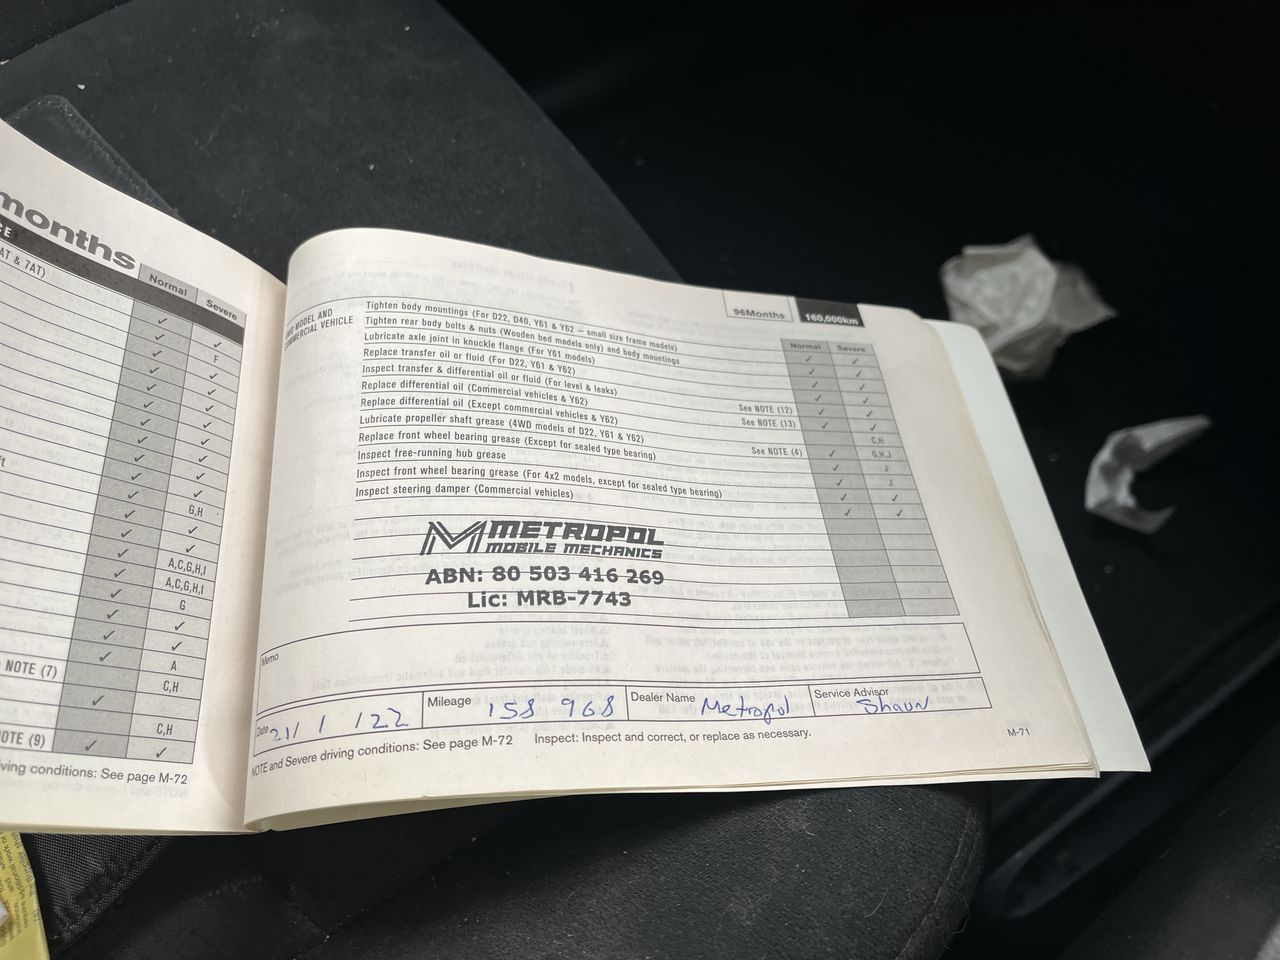 months
CE
AT & 7AT)
Normal
Severe
F
G,H
A,C,G,H,I
A,C,G,H,I
G
A
NOTE (7)
C,H
C,H
NOTE (9)
ving conditions: See page M-72
96Months
160,000km
MODEL AND
COMMERCIAL VEHICLE
Normal
Severe
Tighten body mountings (For D22, D40, Y61 & Y62 – small size frame models)
Tighten rear body bolts & nuts (Wooden bed models only) and body mountings
Lubricate axle joint in knuckle flange (For Y61 models)
Replace transfer oil or fluid (For D22, Y61 & Y62)
Inspect transfer & differential oil or fluid (For level & leaks)
Replace differential oil (Commercial vehicles & Y62) See NOTE (12)
Replace differential oil (Except commercial vehicles & Y62) See NOTE (13)
Lubricate propeller shaft grease (4WD models of D22, Y61 & Y62) C,H
Replace front wheel bearing grease (Except for sealed type bearing) See NOTE (4) G,H,J
Inspect free-running hub grease J
Inspect front wheel bearing grease (For 4x2 models, except for sealed type bearing) J
Inspect steering damper (Commercial vehicles)
METROPOL
MOBILE MECHANICS
ABN: 80 503 416 269
Lic: MRB-7743
Memo
Date 21/1/22 Mileage 158 968 Dealer Name Metropol Service Advisor Shaun
NOTE and Severe driving conditions: See page M-72 Inspect: Inspect and correct, or replace as necessary.
M-71